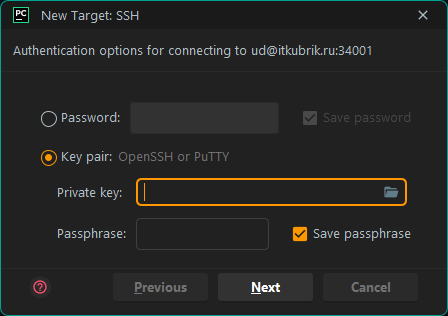 PC New Target: SSH
Authentication options for connecting to ud@itkubrik.ru:34001
Password: Save password
Key pair: OpenSSH or PuTTY
Private key:
Passphrase: Save passphrase
? Previous Next Cancel